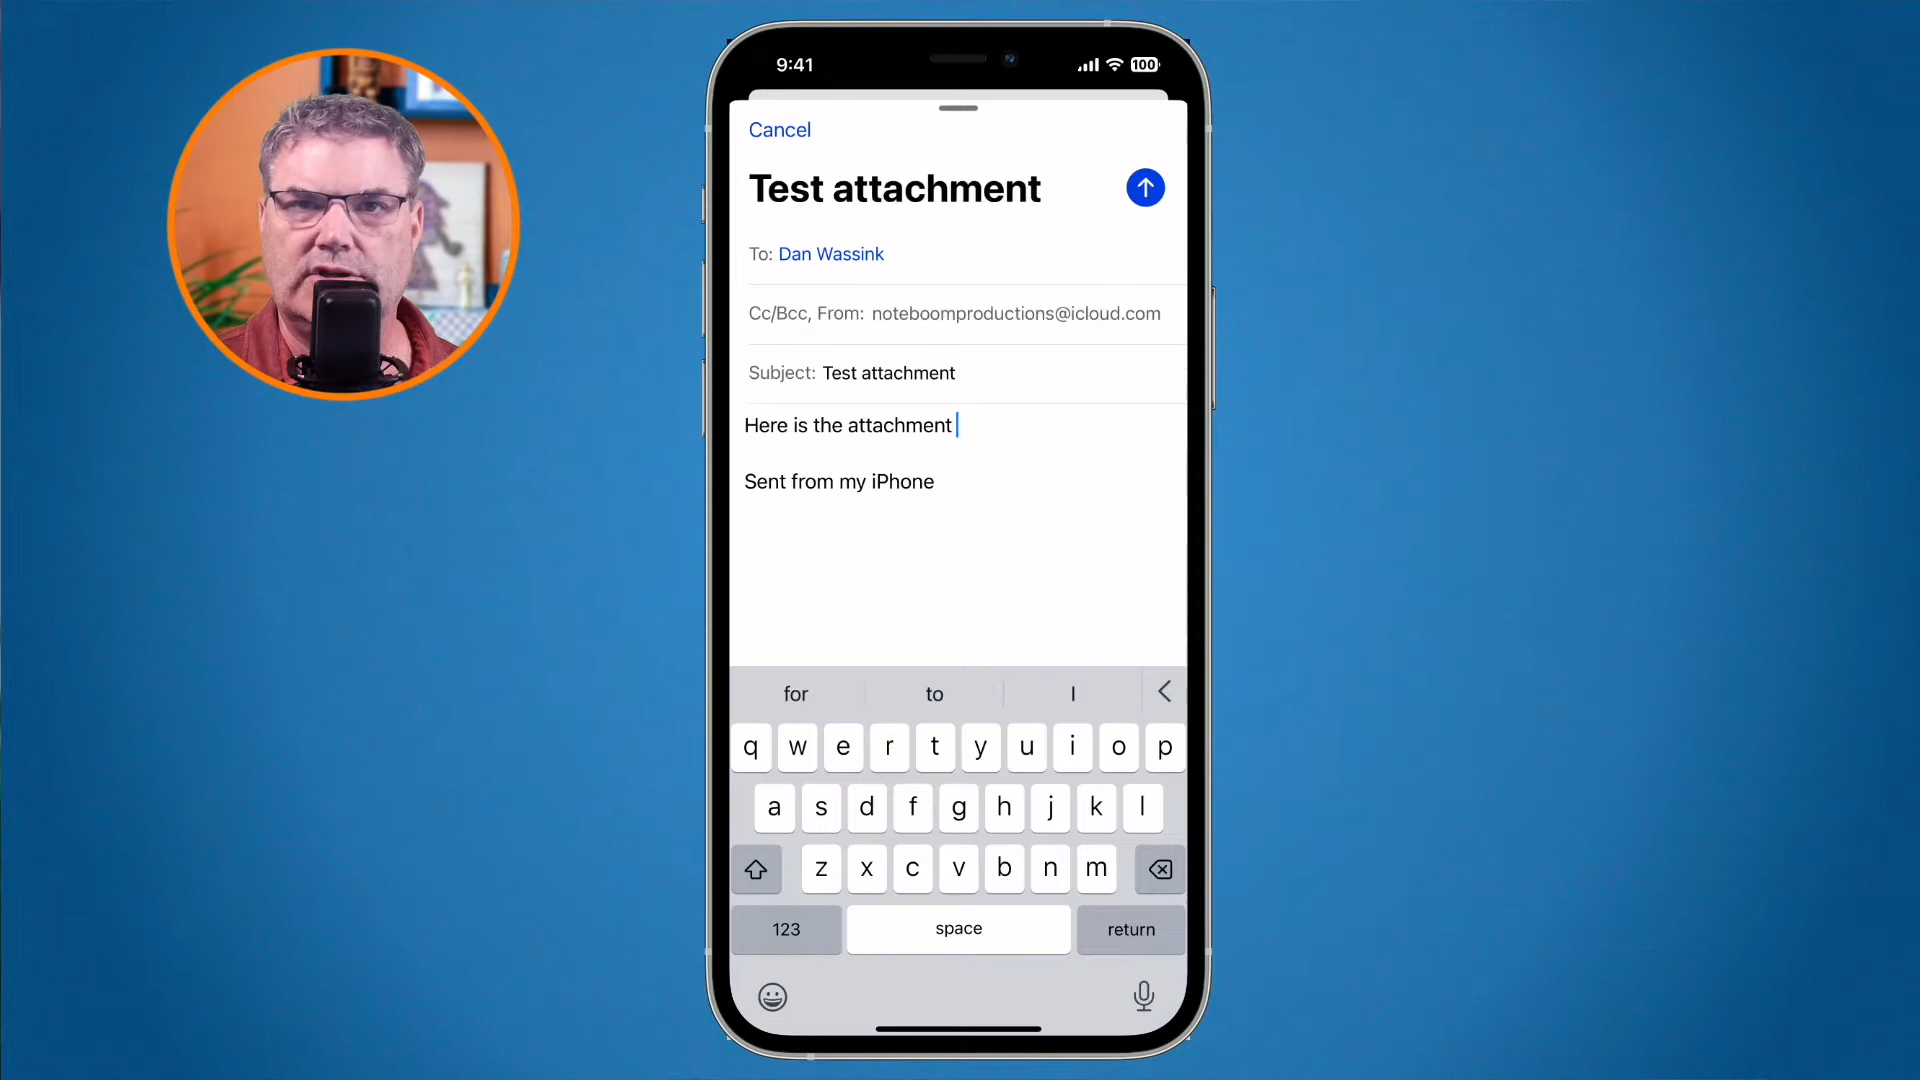 9:41
100
Cancel
Test attachment
To: Dan Wassink
Cc/Bcc, From: noteboomproductions@icloud.com
Subject: Test attachment
Here is the attachment
Sent from my iPhone
for to I
q w e r t y u i o p
a s d f g h j k l
z x c v b n m
123 space return